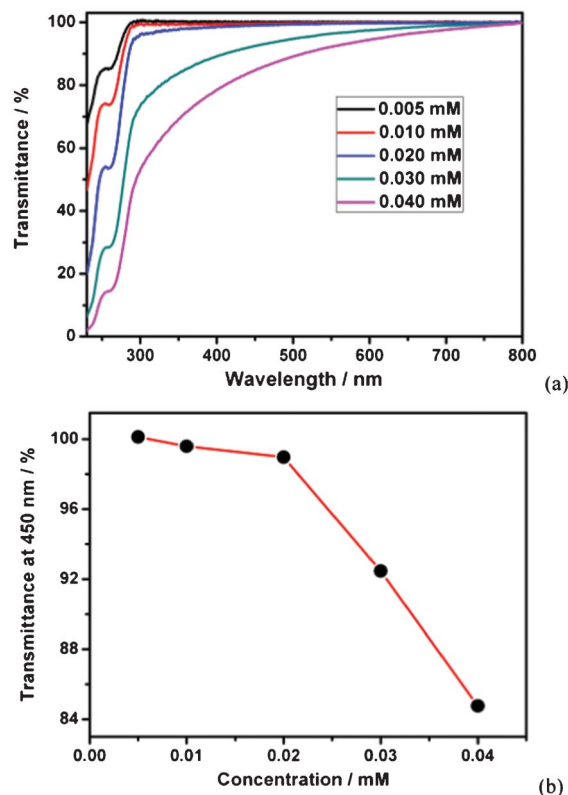 100
80
60
40
20
0
Transmittance / %
0.005 mM
0.010 mM
0.020 mM
0.030 mM
0.040 mM
300 400 500 600 700 800
Wavelength / nm
(a)
100
96
92
88
84
Transmittance at 450 nm / %
0.00 0.01 0.02 0.03 0.04
Concentration / mM
(b)